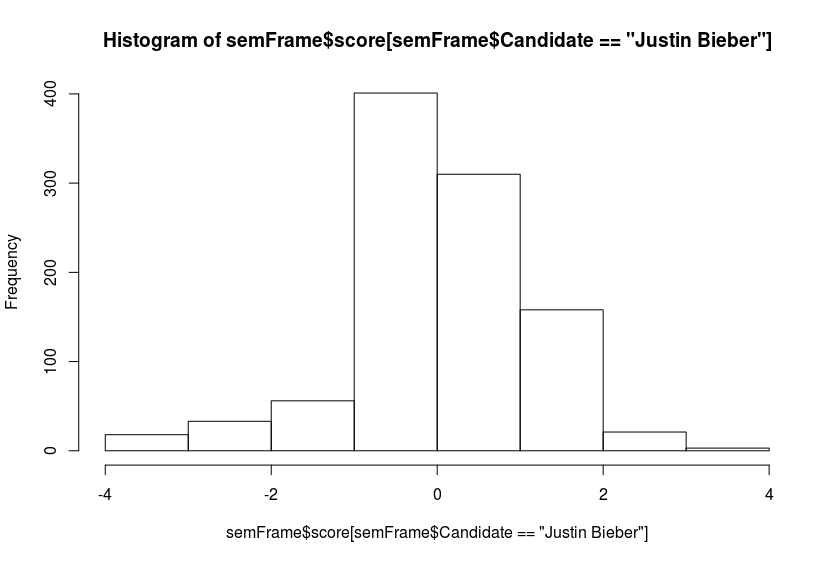 Histogram of semFrame$score[semFrame$Candidate == "Justin Bieber"]
400
300
200
100
0
Frequency
-4 -2 0 2 4
semFrame$score[semFrame$Candidate == "Justin Bieber"]